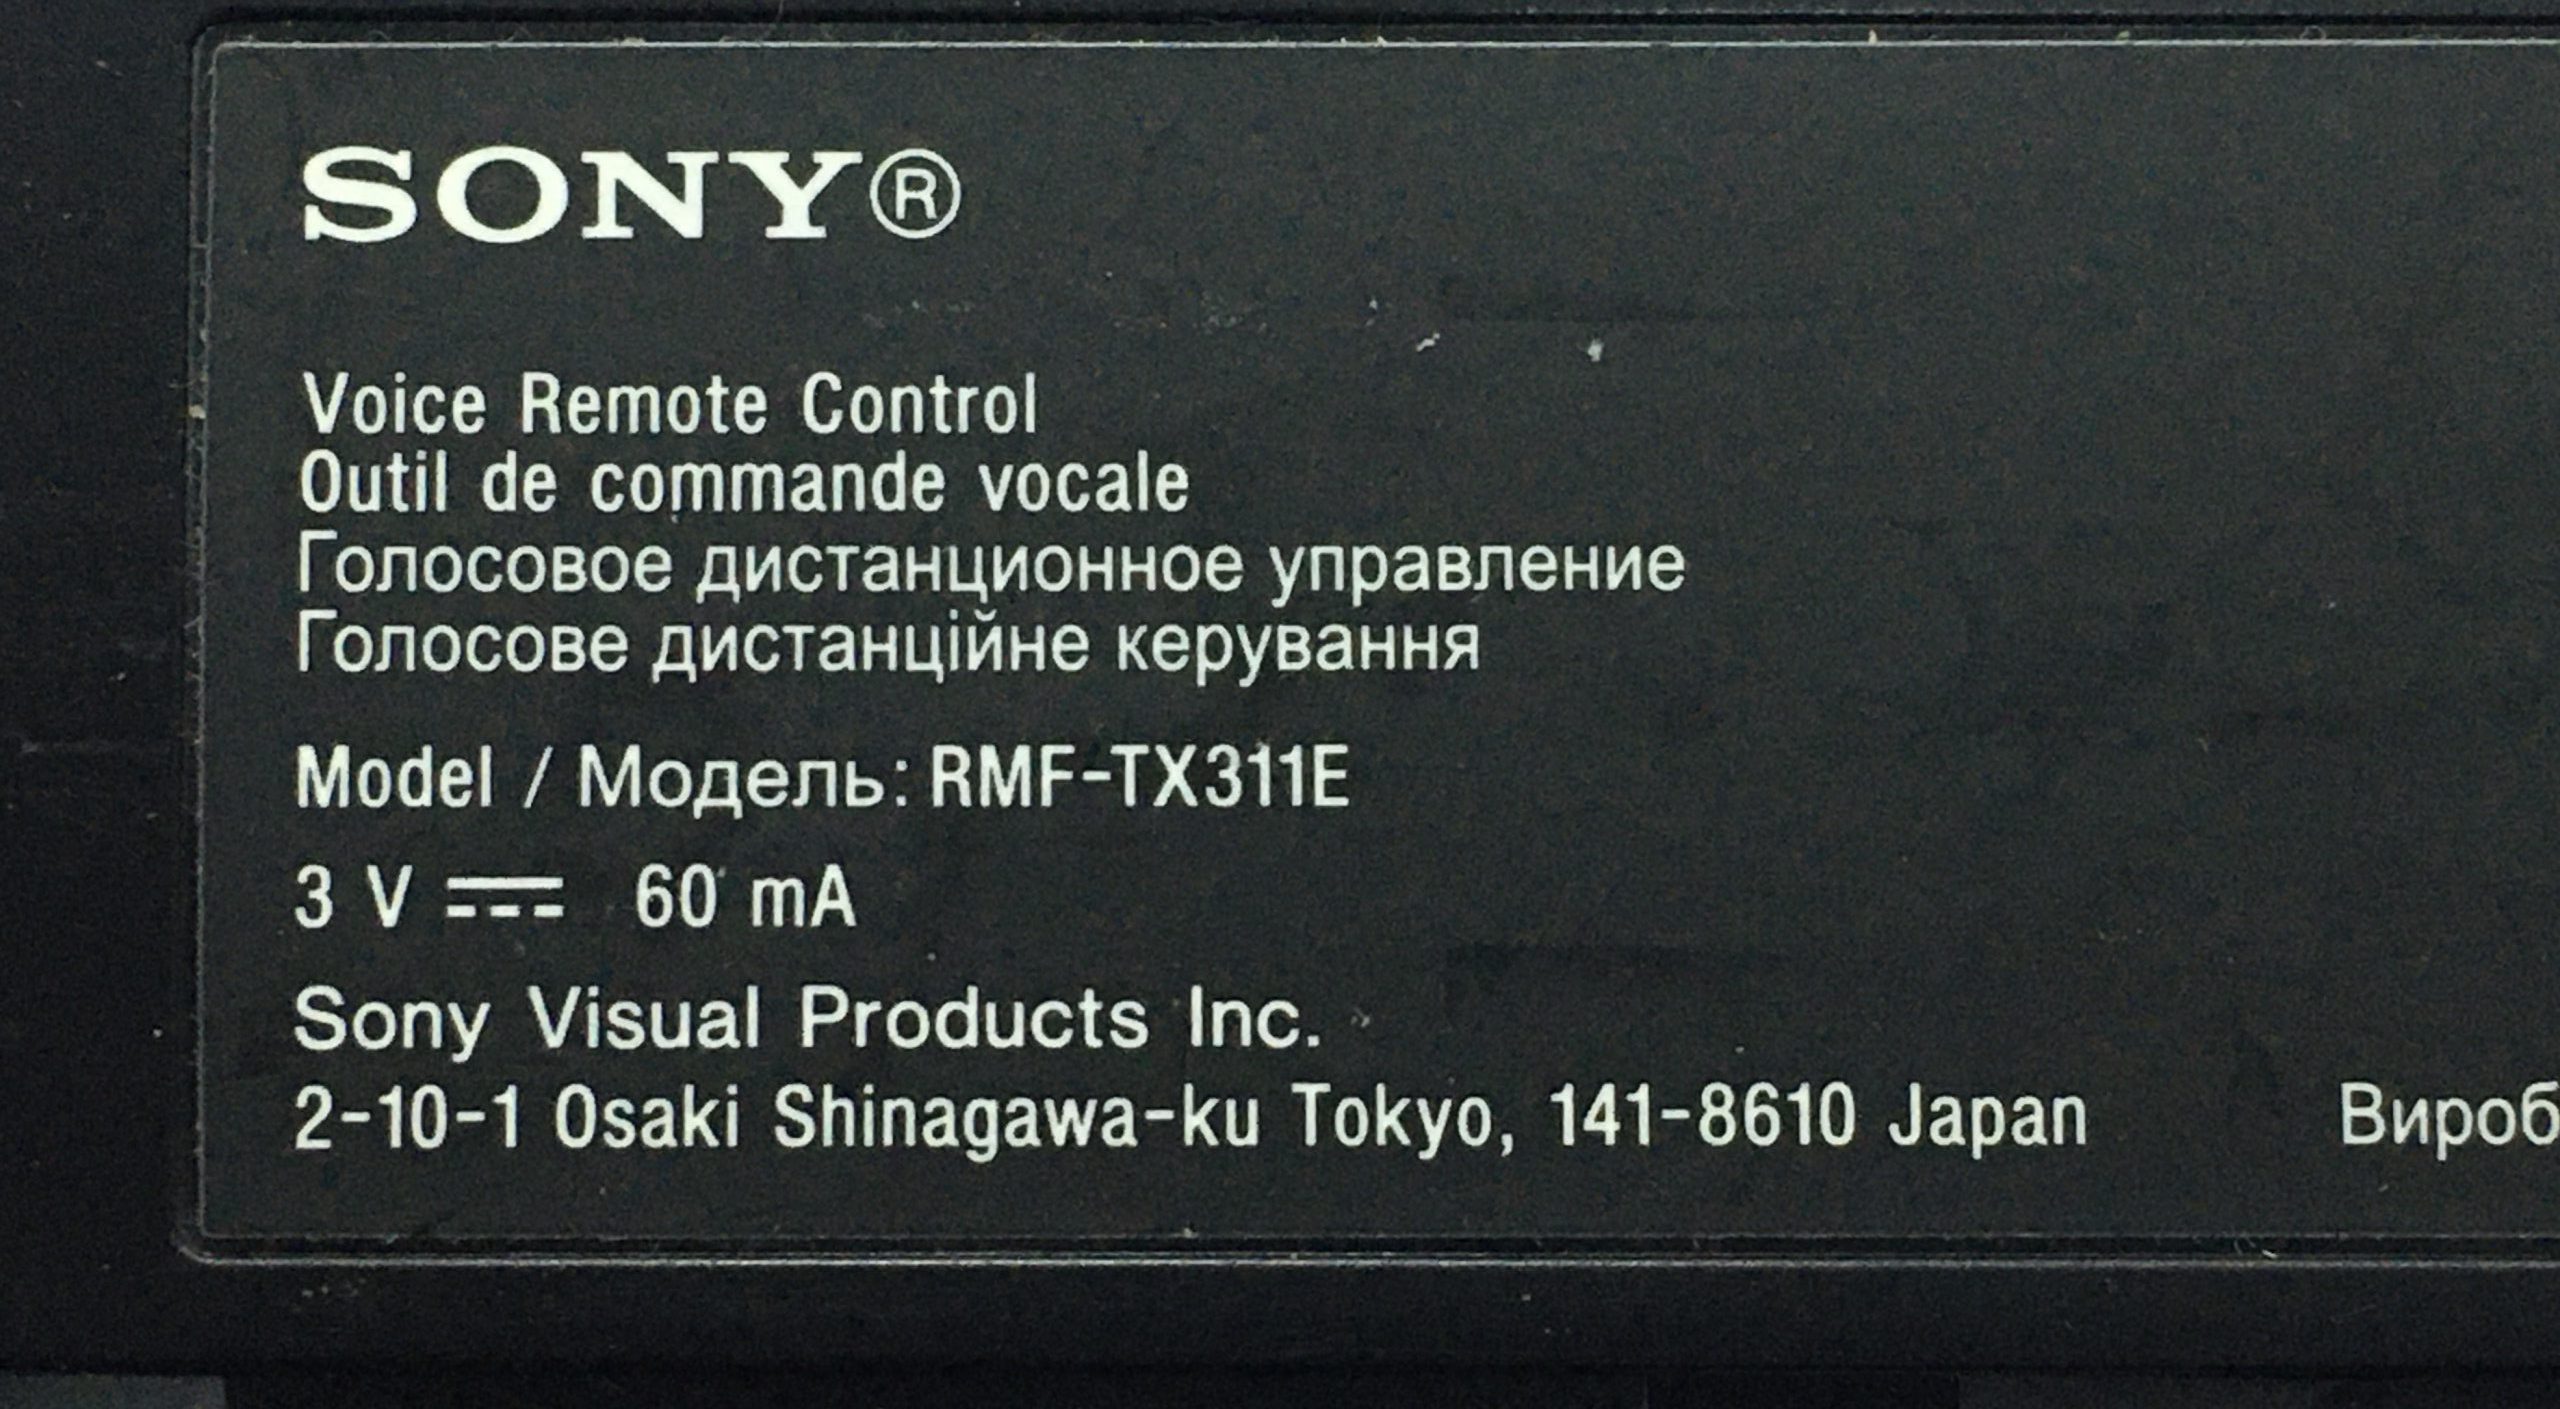 SONY®
Voice Remote Control
Outil de commande vocale
Голосовое дистанционное управление
Голосове дистанційне керування
Model / Модель: RMF-TX311E
3 V ⎓ 60 mA
Sony Visual Products Inc.
2-10-1 Osaki Shinagawa-ku Tokyo, 141-8610 Japan